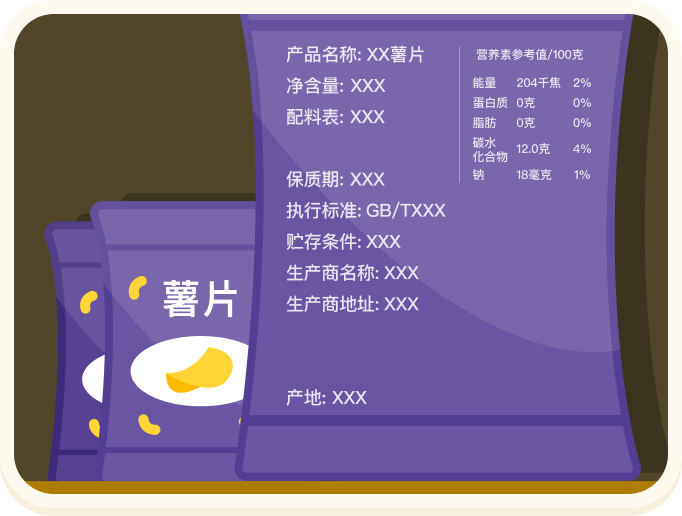 产品名称: XX薯片
净含量: XXX
配料表: XXX
保质期: XXX
执行标准: GB/TXXX
贮存条件: XXX
生产商名称: XXX
生产商地址: XXX
产地: XXX
营养素参考值/100克
能量 204千焦 2%
蛋白质 0克 0%
脂肪 0克 0%
碳水
化合物 12.0克 4%
钠 18毫克 1%
薯片